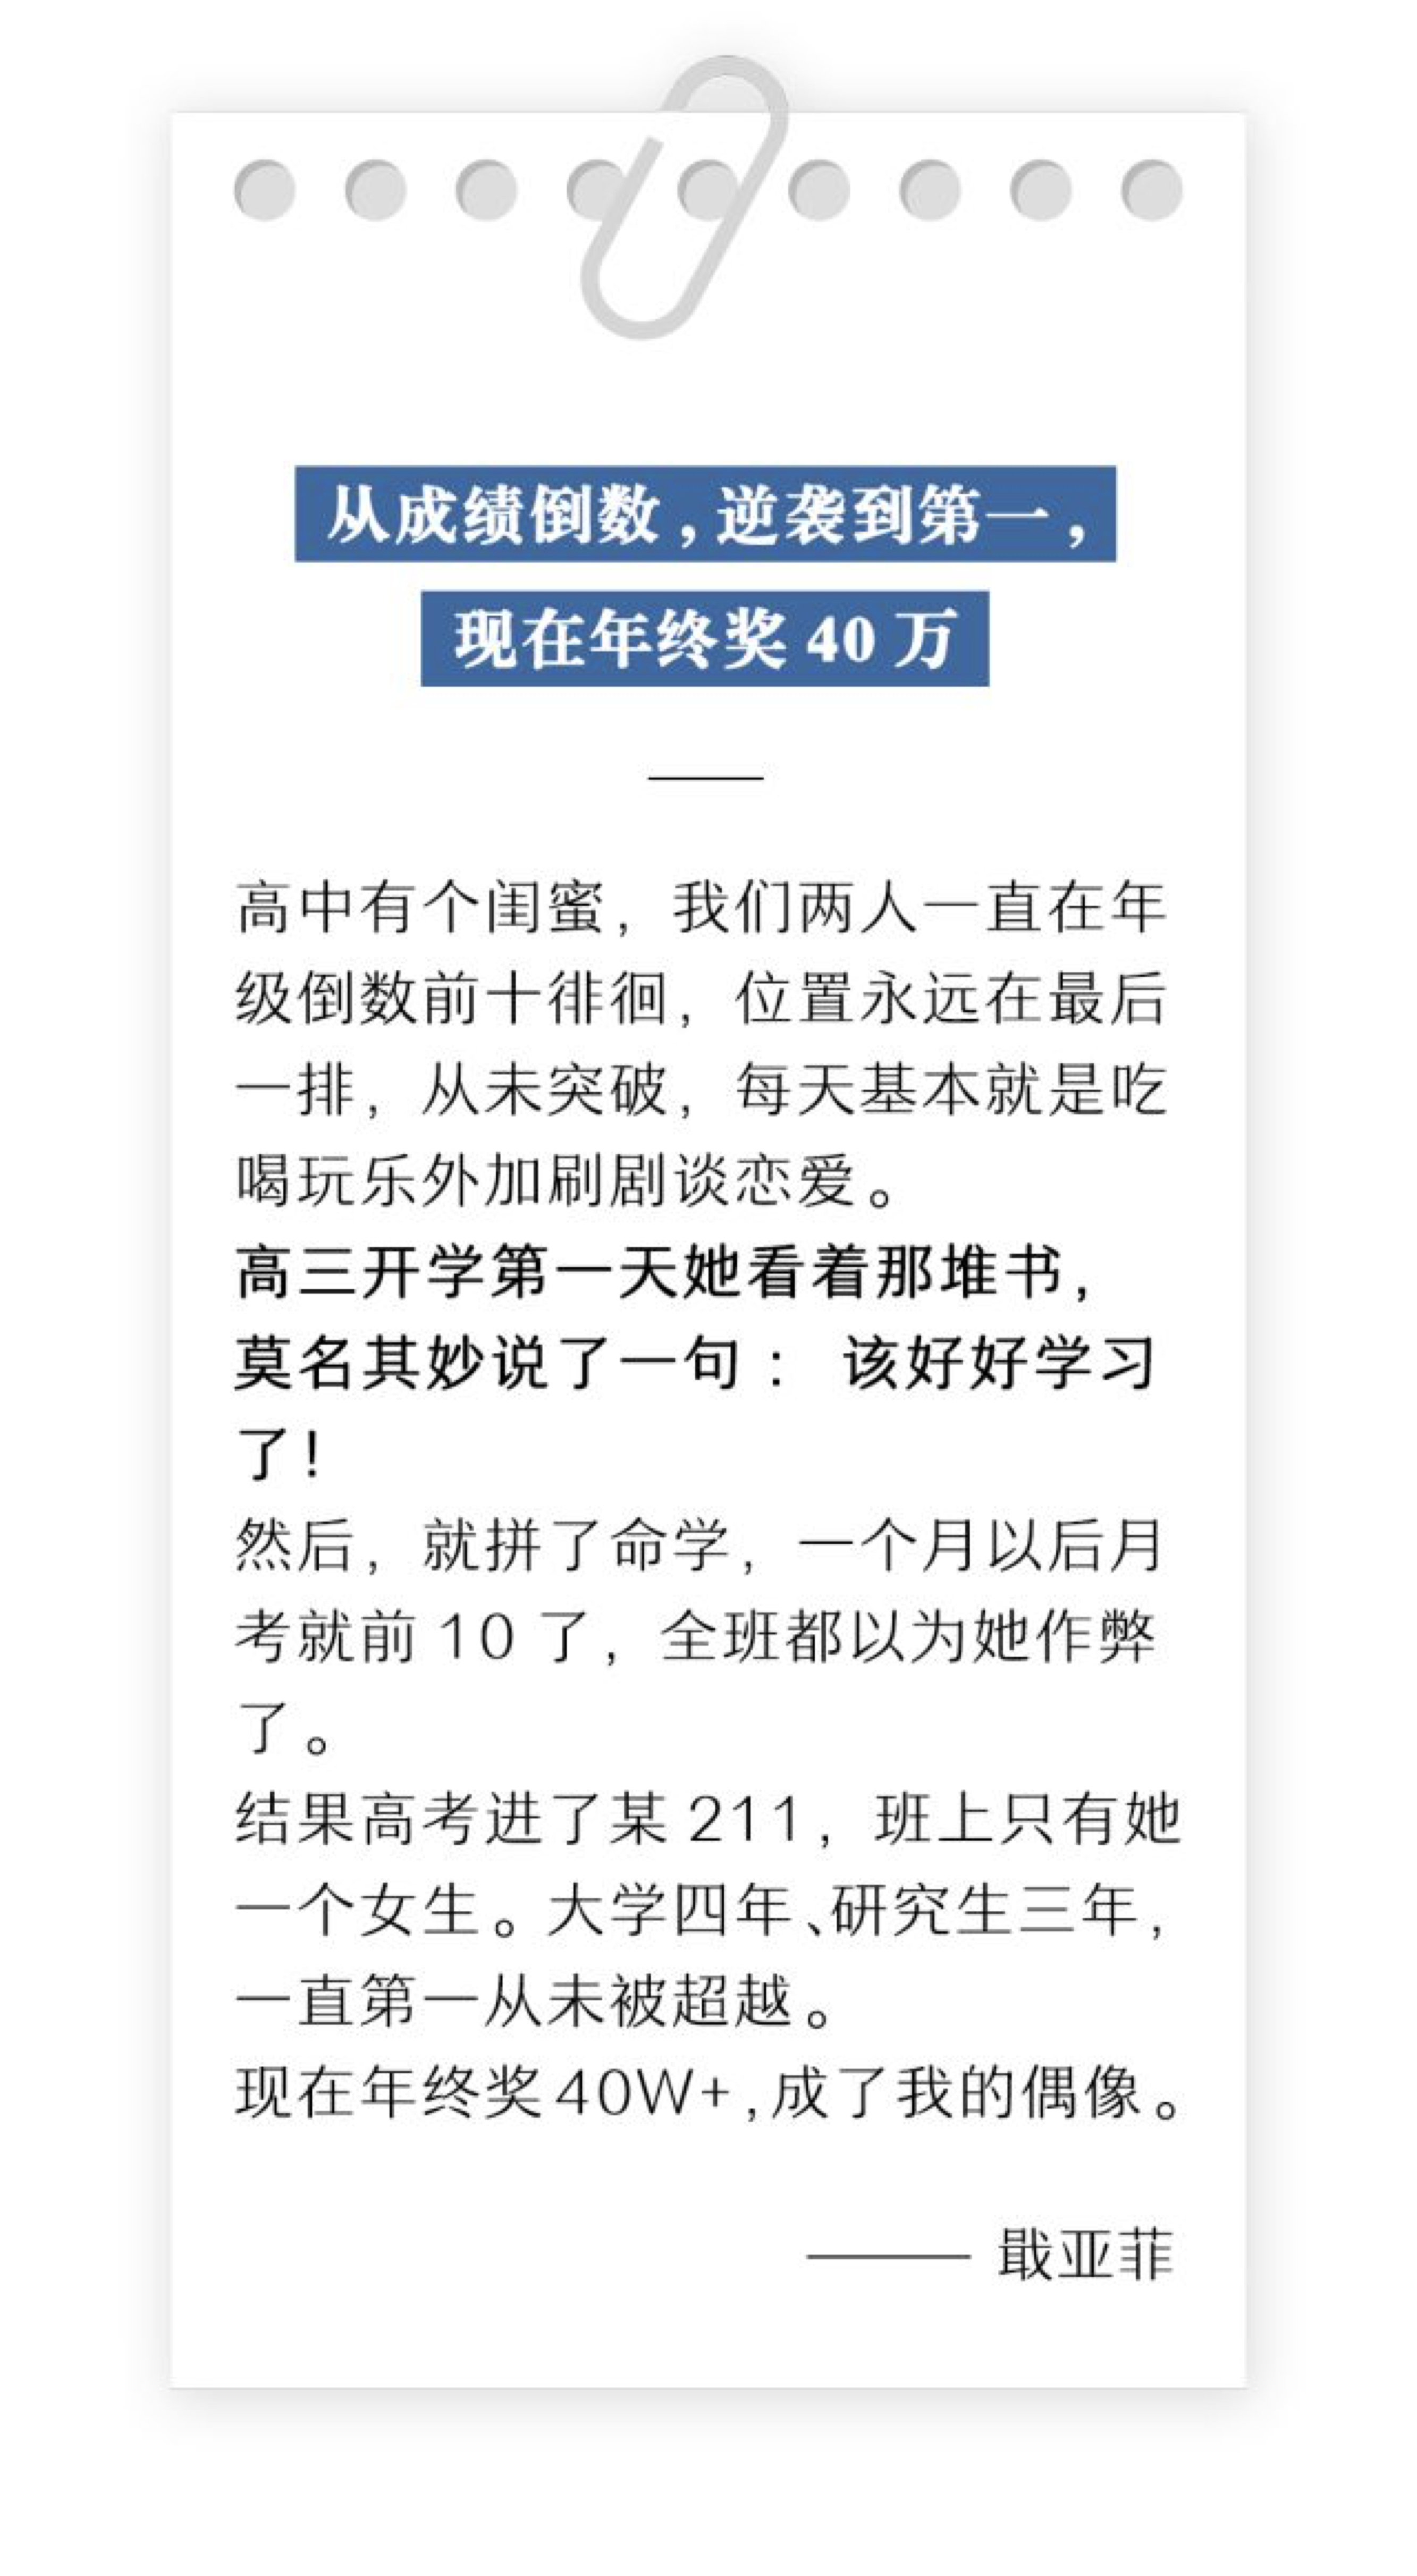 从成绩倒数，逆袭到第一，
现在年终奖 40 万
高中有个闺蜜，我们两人一直在年
级倒数前十徘徊，位置永远在最后
一排，从未突破，每天基本就是吃
喝玩乐外加刷剧谈恋爱。
高三开学第一天她看着那堆书，
莫名其妙说了一句： 该好好学习
了！
然后，就拼了命学，一个月以后月
考就前 10 了，全班都以为她作弊
了。
结果高考进了某 211，班上只有她
一个女生。大学四年、研究生三年，
一直第一从未被超越。
现在年终奖40W+,成了我的偶像。
—— 戢亚菲